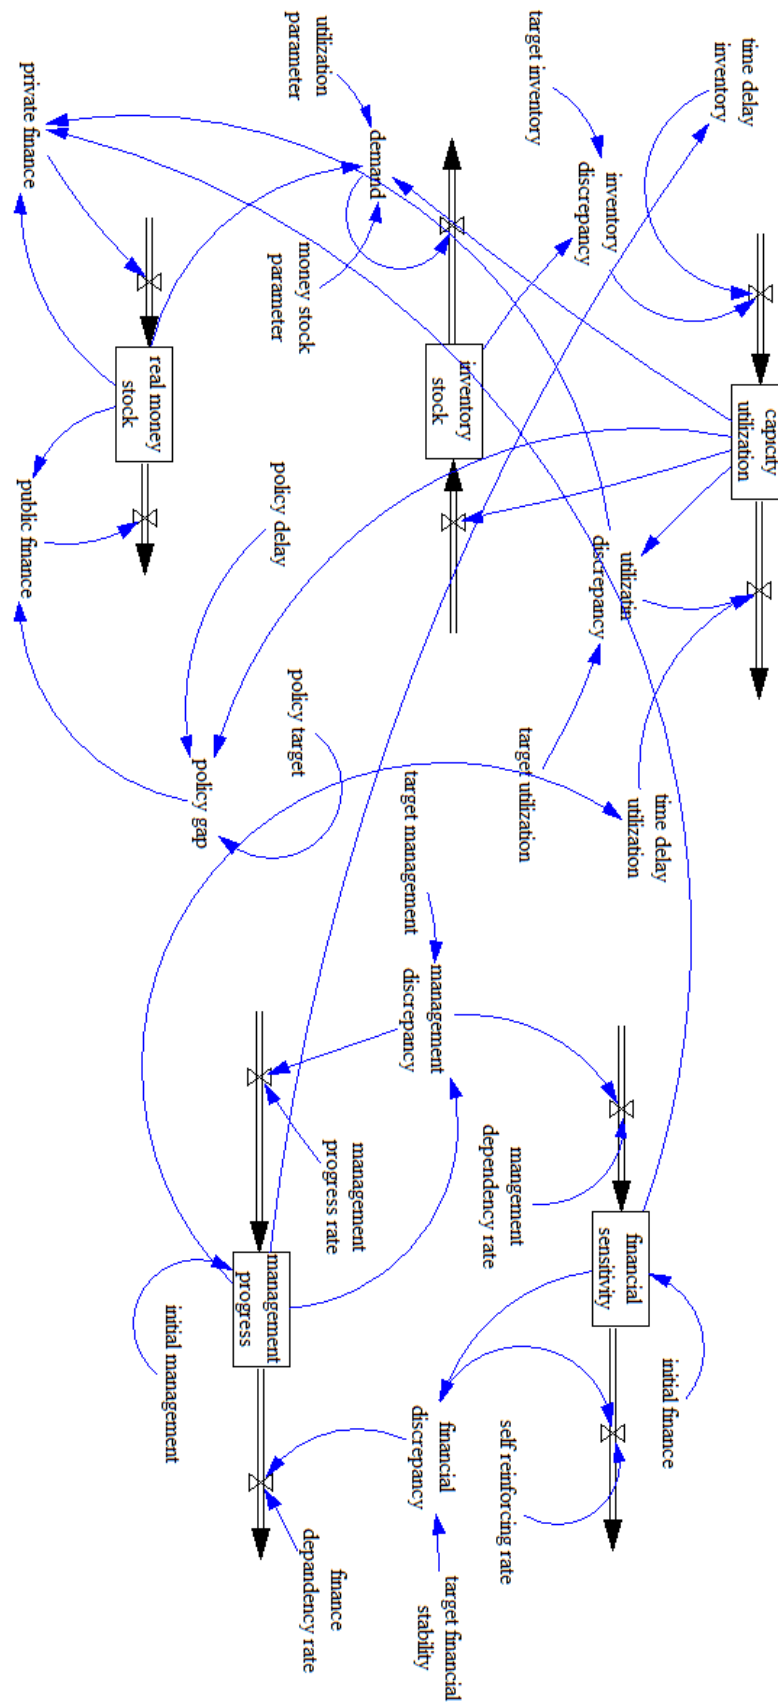 time delay
inventory
capicity
utilization
time delay
utilization
financial
sensitivity
initial finance
target inventory
inventory
discrepancy
utilizatin
discrepancy
target utilization
mangement
dependency rate
self reinforcing rate
inventory
stock
target management
management
discrepancy
financial
discrepancy
target financial
stability
utilization
parameter
demand
money stock
parameter
policy delay
policy target
management
progress rate
management
progress
finance
depandency rate
initial management
private finance
real money
stock
public finance
policy gap